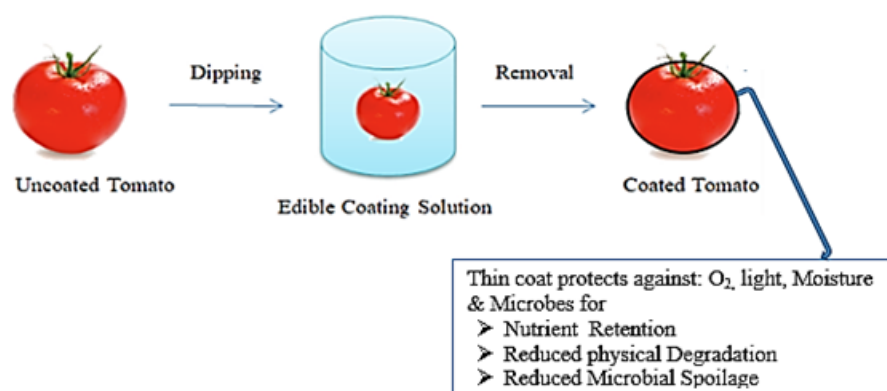 Dipping
Removal
Uncoated Tomato
Edible Coating Solution
Coated Tomato
Thin coat protects against: O₂, light, Moisture
& Microbes for
➤ Nutrient Retention
➤ Reduced physical Degradation
➤ Reduced Microbial Spoilage